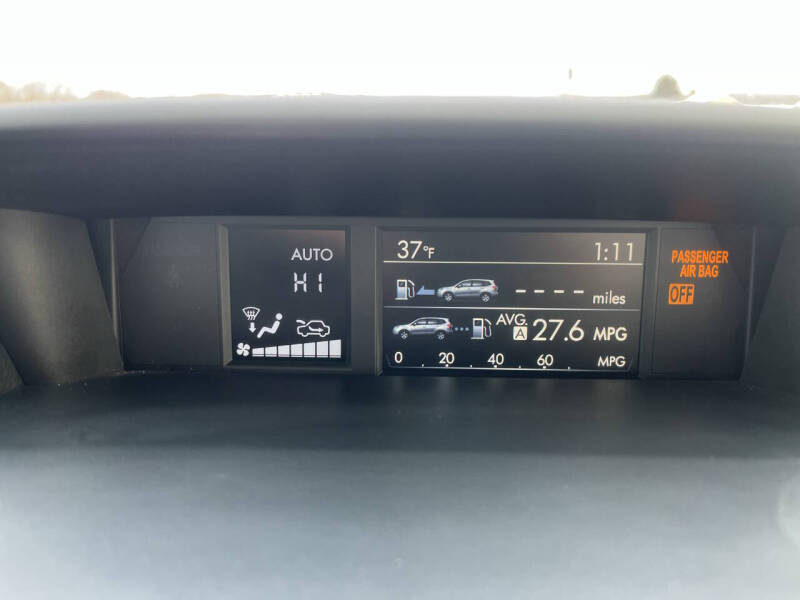 AUTO
HI
37°F 1:11
---- miles
AVG. A 27.6 MPG
0 20 40 60 MPG
PASSENGER
AIR BAG
OFF